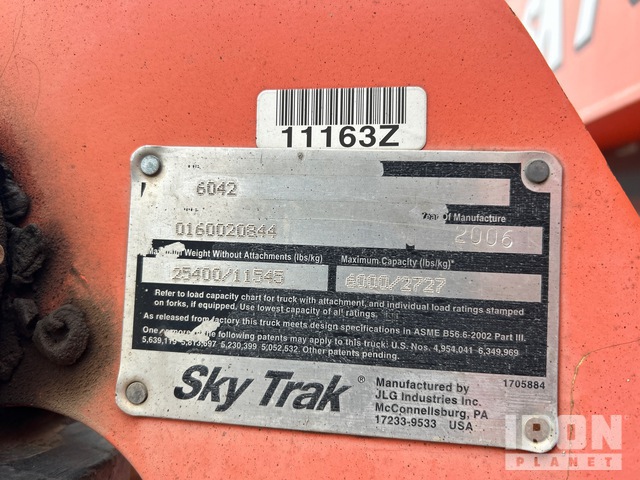 11163Z
6042
0160020844
Year Of Manufacture
2006
Weight Without Attachments (lbs/kg)
Maximum Capacity (lbs/kg)*
25400/11545
6000/2727
* Refer to load capacity chart for truck with attachment, and individual load ratings stamped
on forks, if equipped. Use lowest capacity of all ratings.
As released from factory this truck meets design specifications in ASME B56.6-2002 Part III.
One or more of the following patents may apply to this truck: U.S. Nos. 4,954,041 6,349,969
5,639,119 5,813,697 5,230,399 5,052,532. Other patents pending.
Sky Trak®
Manufactured by
JLG Industries Inc.
McConnellsburg, PA
17233-9533 USA
1705884
IRON
PLANET